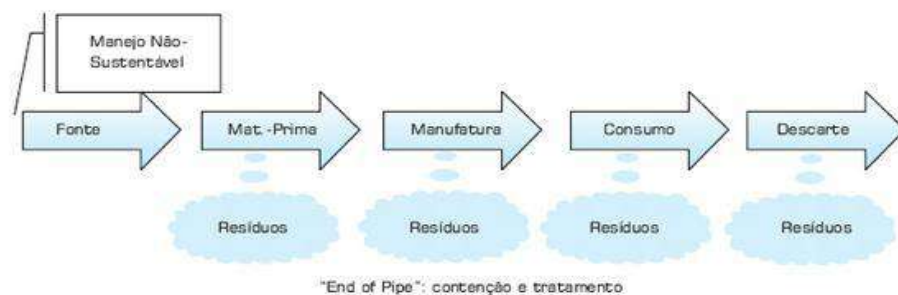 Manejo Não-
Sustentável
Fonte
Mat.-Prima
Manufatura
Consumo
Descarte
Resíduos
Resíduos
Resíduos
Resíduos
"End of Pipe": contenção e tratamento